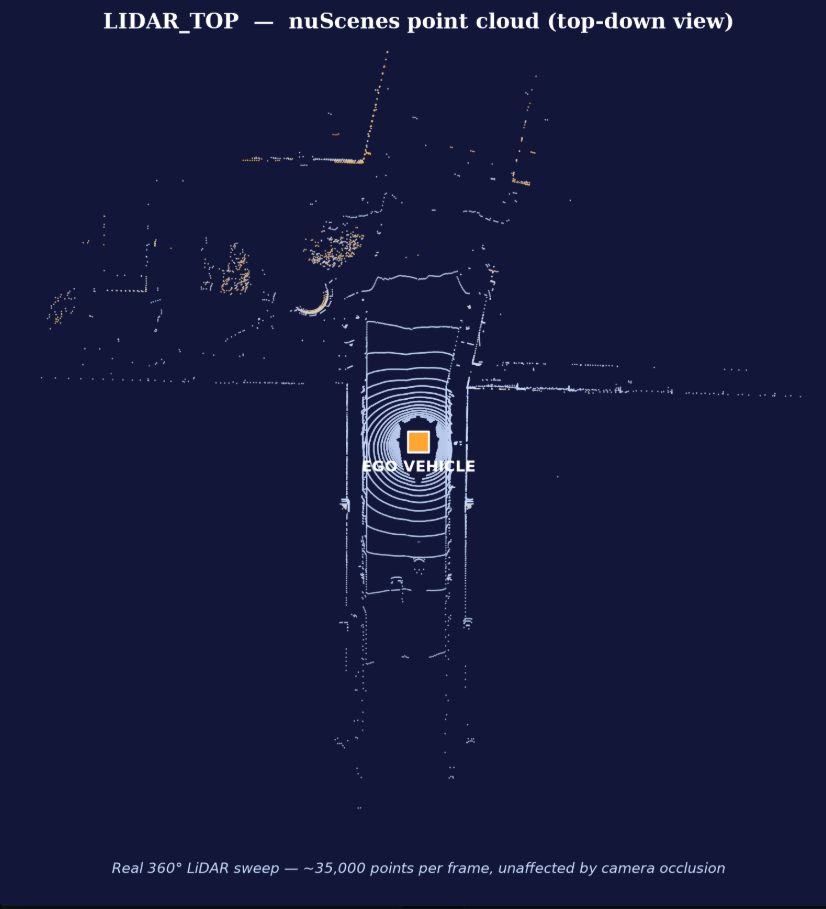 LIDAR_TOP — nuScenes point cloud (top-down view)
EGO VEHICLE
Real 360° LiDAR sweep — ~35,000 points per frame, unaffected by camera occlusion